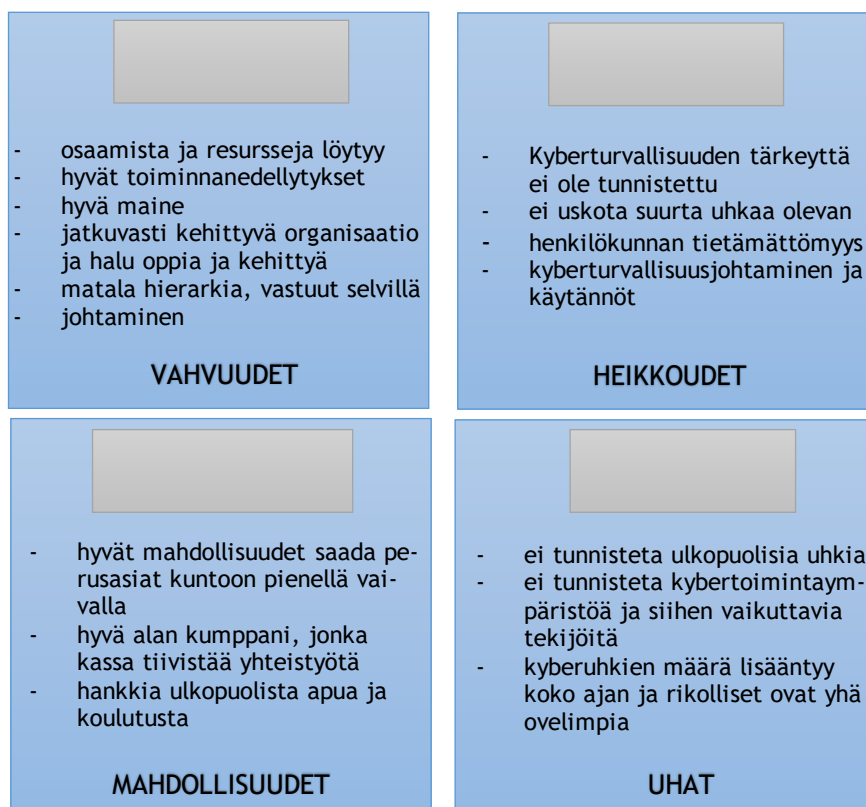 - osaamista ja resursseja löytyy
- hyvät toiminnanedellytykset
- hyvä maine
- jatkuvasti kehittyvä organisaatio
ja halu oppia ja kehittyä
- matala hierarkia, vastuut selvillä
- johtaminen
VAHVUUDET
- Kyberturvallisuuden tärkeyttä
ei ole tunnistettu
- ei uskota suurta uhkaa olevan
- henkilökunnan tietämättömyys
- kyberturvallisuusjohtaminen ja
käytännöt
HEIKKOUDET
- hyvät mahdollisuudet saada pe-
rusasiat kuntoon pienellä vai-
valla
- hyvä alan kumppani, jonka
kassa tiivistää yhteistyötä
- hankkia ulkopuolista apua ja
koulutusta
MAHDOLLISUUDET
- ei tunnisteta ulkopuolisia uhkia
- ei tunnisteta kybertoimintaym-
päristöä ja siihen vaikuttavia
tekijöitä
- kyberuhkien määrä lisääntyy
koko ajan ja rikolliset ovat yhä
ovelimpia
UHAT